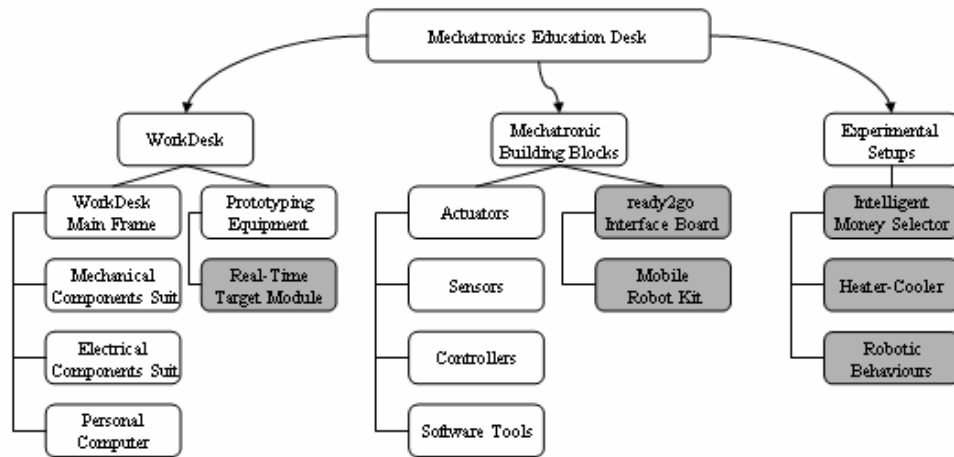 Mechatronics Education Desk
WorkDesk
Mechatronic
Building Blocks
Experimental
Setups
WorkDesk
Main Frame
Prototyping
Equipment
Actuators
ready2go
Interface Board
Intelligent
Money Selector
Mechanical
Components Suit
Real-Time
Target Module
Sensors
Mobile
Robot Kit
Heater-Cooler
Electrical
Components Suit
Controllers
Robotic
Behaviours
Personal
Computer
Software Tools